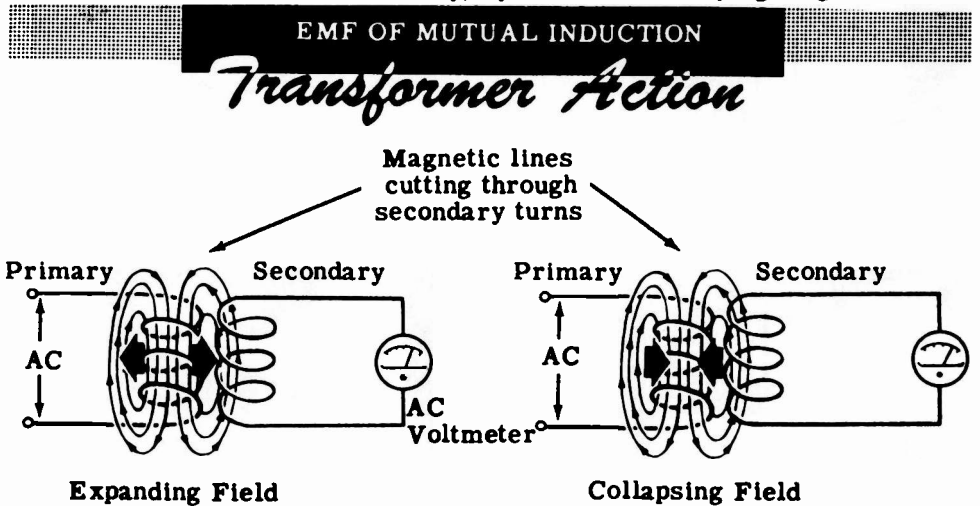 EMF OF MUTUAL INDUCTION
Transformer Action
Magnetic lines
cutting through
secondary turns
Primary
Secondary
AC
AC
Voltmeter
Expanding Field
Primary
Secondary
AC
Collapsing Field